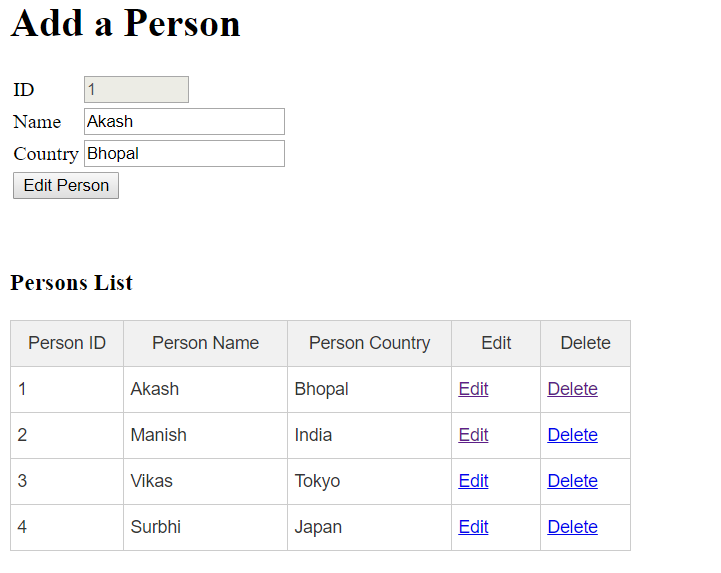 Add a Person
ID 1
Name Akash
Country Bhopal
Edit Person
Persons List
Person ID Person Name Person Country Edit Delete
1 Akash Bhopal Edit Delete
2 Manish India Edit Delete
3 Vikas Tokyo Edit Delete
4 Surbhi Japan Edit Delete